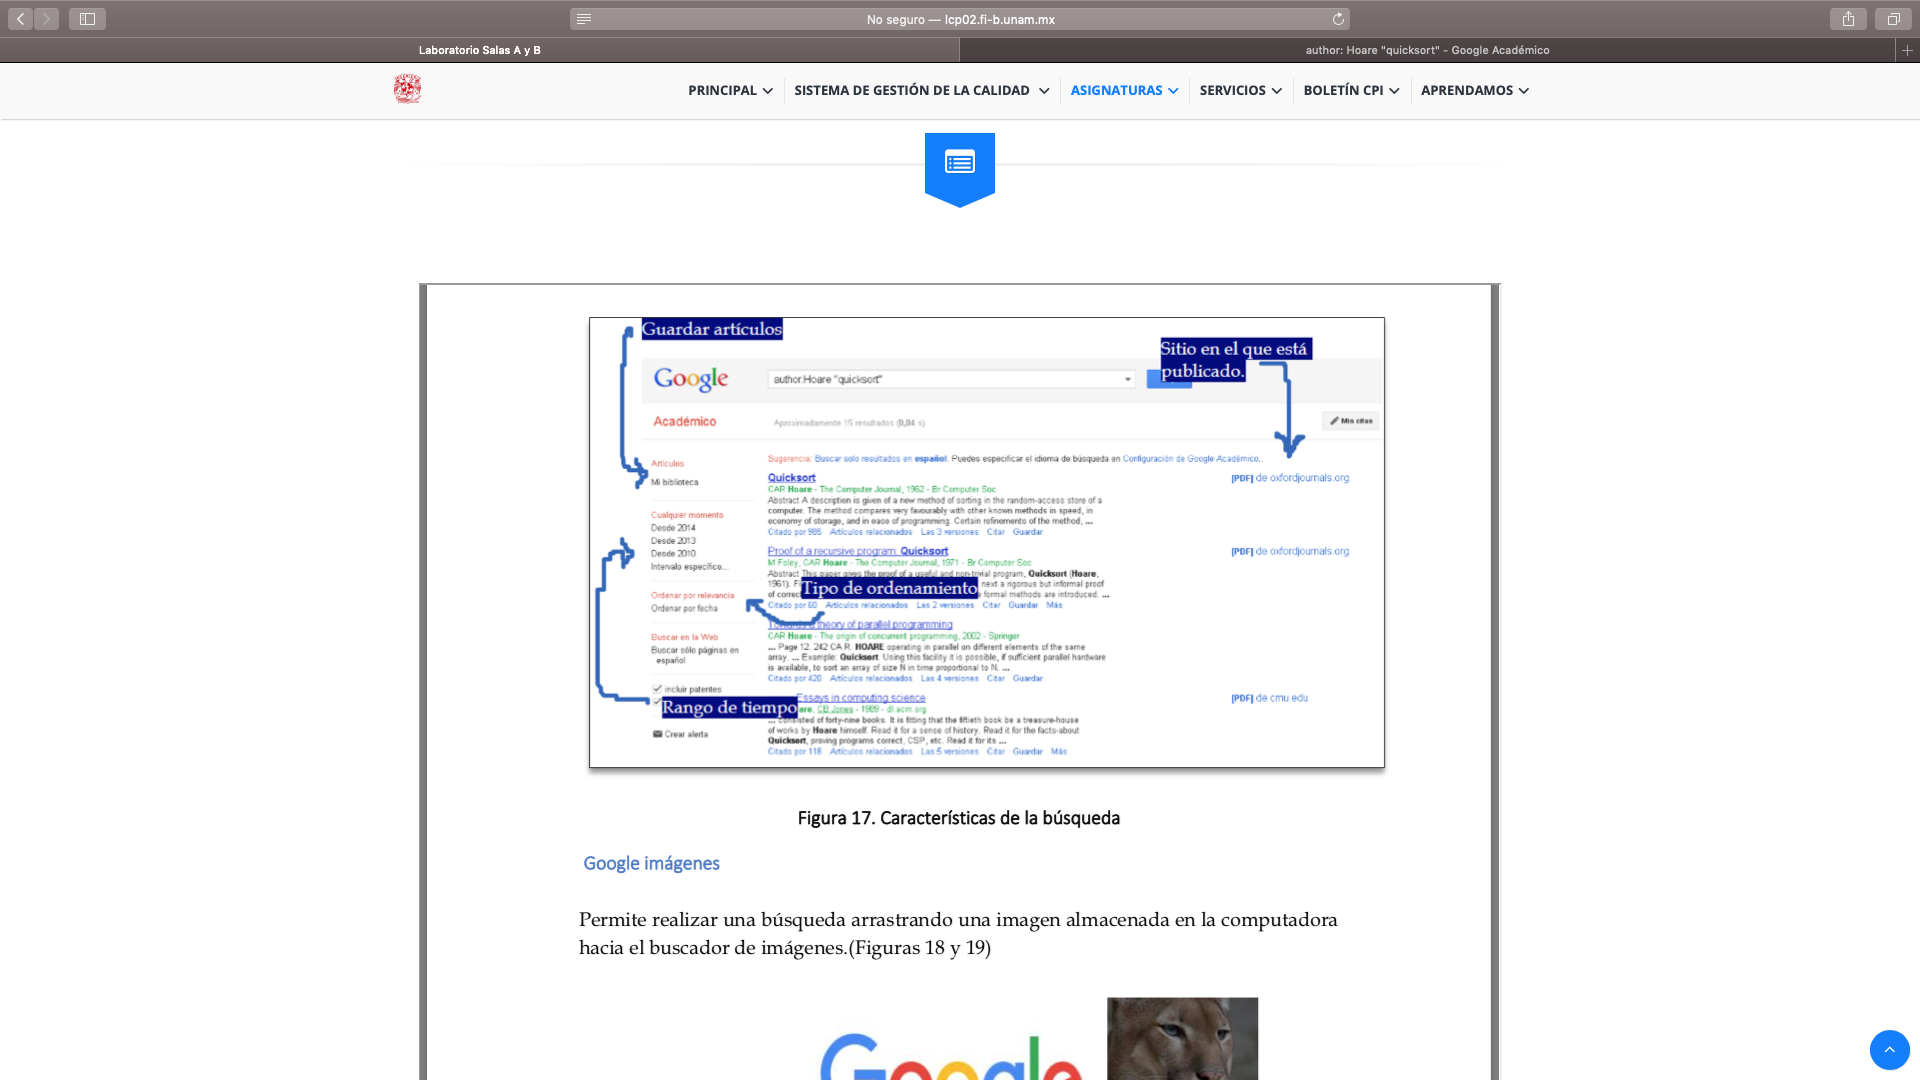 No seguro — lcp02.fi-b.unam.mx
Laboratorio Salas A y B
author: Hoare "quicksort" - Google Académico
PRINCIPAL
SISTEMA DE GESTIÓN DE LA CALIDAD
ASIGNATURAS
SERVICIOS
BOLETÍN CPI
APRENDAMOS
Guardar artículos
Sitio en el que está
publicado.
Google
author:Hoare "quicksort"
Académico
Aproximadamente 15 resultados (0,04 s)
Mis citas
Artículos
Mi biblioteca
Cualquier momento
Desde 2014
Desde 2013
Desde 2010
Intervalo específico...
Ordenar por relevancia
Ordenar por fecha
Buscar en la Web
Buscar sólo páginas en
español
incluir patentes
Rango de tiempo
Crear alerta
Sugerencia: Buscar solo resultados en español. Puedes especificar el idioma de búsqueda en Configuración de Google Académico..
Quicksort
[PDF] de oxfordjournals.org
CAR Hoare - The Computer Journal, 1962 - Br Computer Soc
Abstract A description is given of a new method of sorting in the random-access store of a
computer. The method compares very favourably with other known methods in speed, in
economy of storage, and in ease of programming. Certain refinements of the method, ...
Citado por 985 Artículos relacionados Las 3 versiones Citar Guardar
Proof of a recursive program: Quicksort
[PDF] de oxfordjournals.org
M Foley, CAR Hoare - The Computer Journal, 1971 - Br Computer Soc
Abstract This paper gives the proof of a useful and non-trivial program, Quicksort (Hoare,
1961). F
Tipo de ordenamiento
next a rigorous but informal proof
of correct
formal methods are introduced. ...
Citado por 60 Artículos relacionados Las 2 versiones Citar Guardar Más
Towards a theory of parallel programming
CAR Hoare - The origin of concurrent programming, 2002 - Springer
... Page 12. 242 CA R. HOARE operating in parallel on different elements of the same
array. ... Example: Quicksort. Using this facility it is possible, if sufficient parallel hardware
is available, to sort an array of size N in time proportional to N. ...
Citado por 420 Artículos relacionados Las 4 versiones Citar Guardar
Essays in computing science
[PDF] de cmu.edu
are, CB Jones - 1989 - dl.acm.org
... consisted of forty-nine books. It is fitting that the fiftieth book be a treasure-house
of works by Hoare himself. Read it for a sense of history. Read it for the facts-about
Quicksort, proving programs correct, CSP, etc. Read it for its ...
Citado por 118 Artículos relacionados Las 5 versiones Citar Guardar Más
Figura 17. Características de la búsqueda
Google imágenes
Permite realizar una búsqueda arrastrando una imagen almacenada en la computadora
hacia el buscador de imágenes.(Figuras 18 y 19)
Google